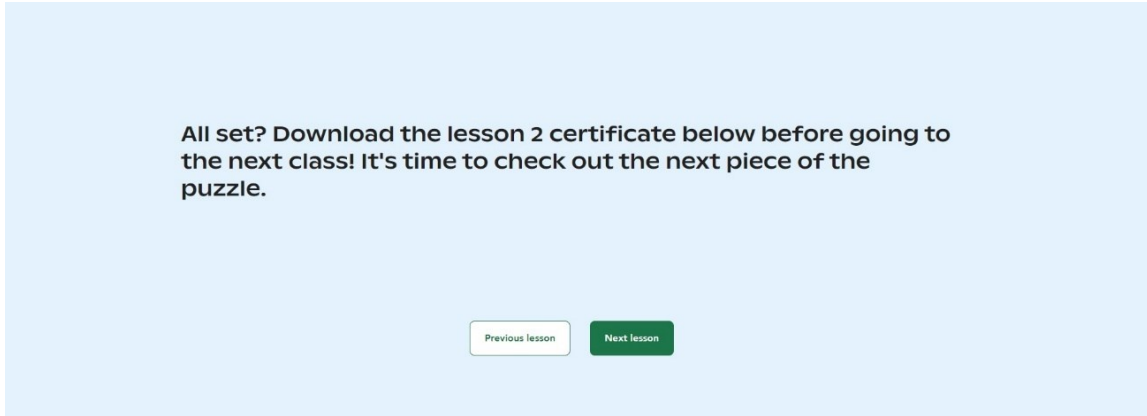 All set? Download the lesson 2 certificate below before going to
the next class! It's time to check out the next piece of the
puzzle.
Previous lesson
Next lesson